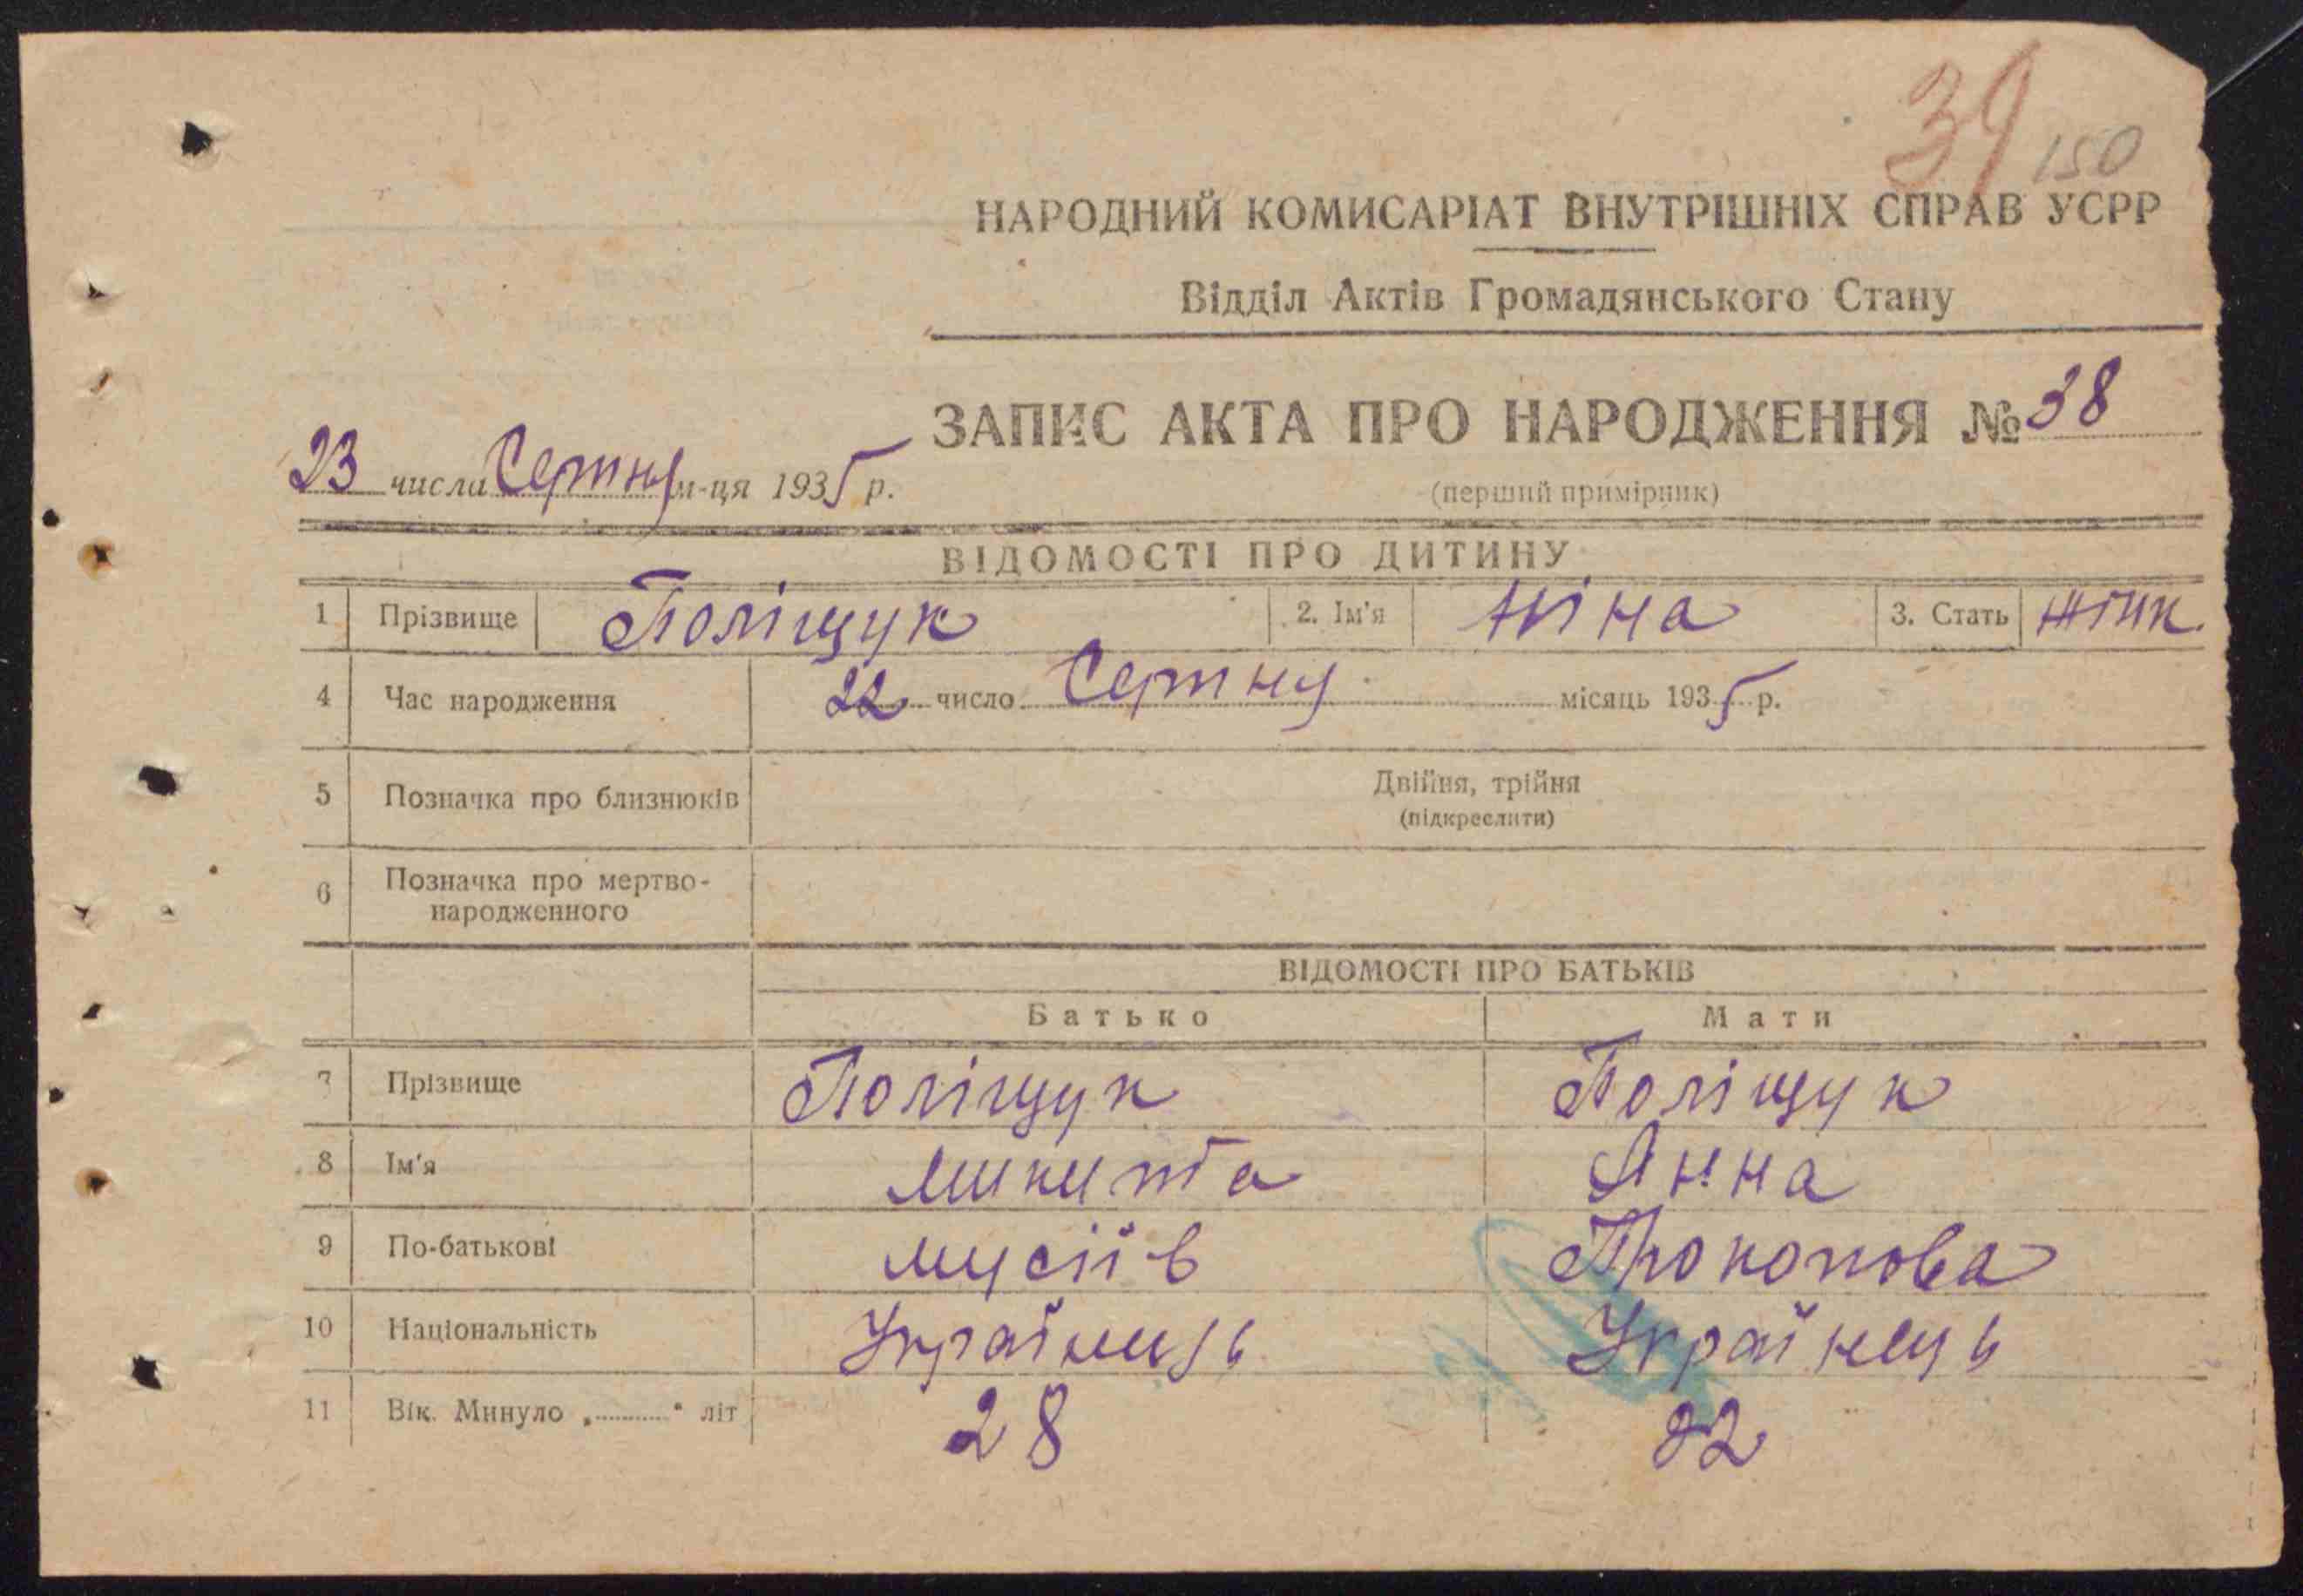 39 150
НАРОДНИЙ КОМИСАРІАТ ВНУТРІШНІХ СПРАВ УСРР
Відділ Актів Громадянського Стану
ЗАПИС АКТА ПРО НАРОДЖЕННЯ № 38
23 числа Серпня м-ця 1935 р.
(перший примірник)
ВІДОМОСТІ ПРО ДИТИНУ
1 Прізвище Поліщук 2. Ім'я Ніна 3. Стать жінк.
4 Час народження 22 число Серпня місяць 1935 р.
5 Позначка про близнюків Двійня, трійня
(підкреслити)
6 Позначка про мертво-
народженного
ВІДОМОСТІ ПРО БАТЬКІВ
Батько Мати
7 Прізвище Поліщук Поліщук
8 Ім'я Микита Анна
9 По-батькові Мусіїв Прокопова
10 Національність Українець Українець
11 Вік. Минуло „..........“ літ 28 22